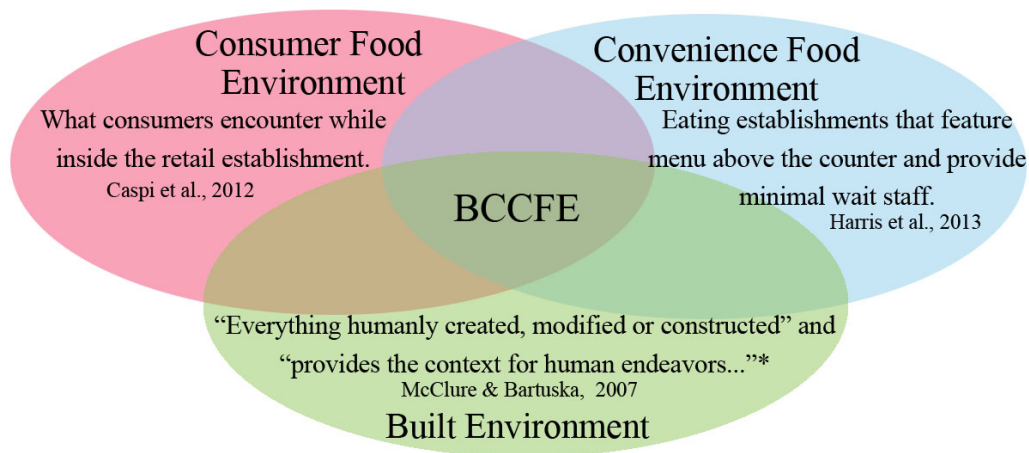 Consumer Food
Environment
What consumers encounter while
inside the retail establishment.
Caspi et al., 2012
Convenience Food
Environment
Eating establishments that feature
menu above the counter and provide
minimal wait staff.
Harris et al., 2013
BCCFE
“Everything humanly created, modified or constructed” and
“provides the context for human endeavors...”*
McClure & Bartuska, 2007
Built Environment